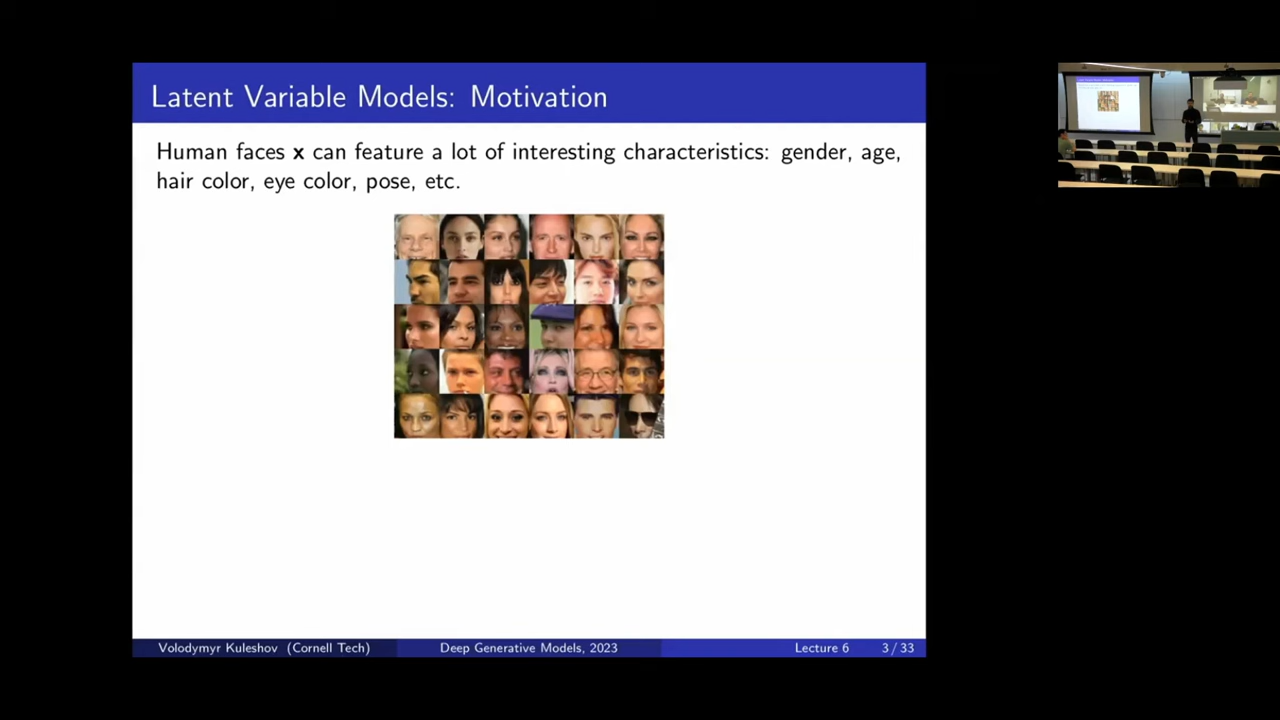 Latent Variable Models: Motivation
Human faces x can feature a lot of interesting characteristics: gender, age,
hair color, eye color, pose, etc.
Volodymyr Kuleshov (Cornell Tech)
Deep Generative Models, 2023
Lecture 6
3 / 33